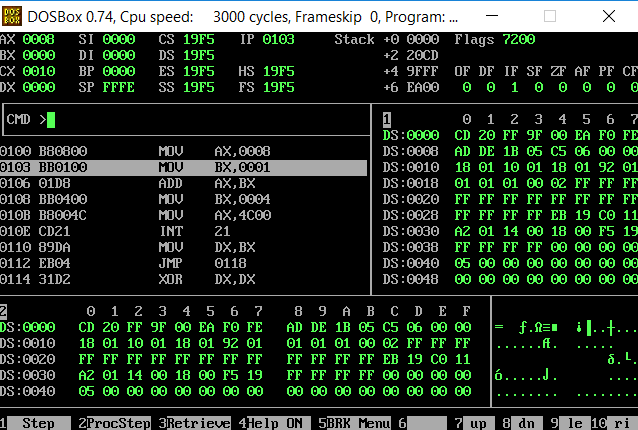 DOS BOX DOSBox 0.74, Cpu speed: 3000 cycles, Frameskip 0, Program: ...
AX 0008 SI 0000 CS 19F5 IP 0103 Stack +0 0000 Flags 7200
BX 0000 DI 0000 DS 19F5 +2 20CD
CX 0010 BP 0000 ES 19F5 HS 19F5 +4 9FFF OF DF IF SF ZF AF PF CF
DX 0000 SP FFFE SS 19F5 FS 19F5 +6 EA00 0 0 1 0 0 0 0 0
CMD >
0100 B80800 MOV AX,0008
0103 BB0100 MOV BX,0001
0106 01D8 ADD AX,BX
0108 BB0400 MOV BX,0004
010B B8004C MOV AX,4C00
010E CD21 INT 21
0110 89DA MOV DX,BX
0112 EB04 JMP 0118
0114 31D2 XOR DX,DX
1 0 1 2 3 4 5 6 7
DS:0000 CD 20 FF 9F 00 EA F0 FE
DS:0008 AD DE 1B 05 C5 06 00 00
DS:0010 18 01 10 01 18 01 92 01
DS:0018 01 01 01 00 02 FF FF FF
DS:0020 FF FF FF FF FF FF FF FF
DS:0028 FF FF FF FF EB 19 C0 11
DS:0030 A2 01 14 00 18 00 F5 19
DS:0038 FF FF FF FF 00 00 00 00
DS:0040 05 00 00 00 00 00 00 00
DS:0048 00 00 00 00 00 00 00 00
2 0 1 2 3 4 5 6 7 8 9 A B C D E F
DS:0000 CD 20 FF 9F 00 EA F0 FE AD DE 1B 05 C5 06 00 00
DS:0010 18 01 10 01 18 01 92 01 01 01 01 00 02 FF FF FF
DS:0020 FF FF FF FF FF FF FF FF FF FF FF FF EB 19 C0 11
DS:0030 A2 01 14 00 18 00 F5 19 FF FF FF FF 00 00 00 00
DS:0040 05 00 00 00 00 00 00 00 00 00 00 00 00 00 00 00
= ƒ.Ω≡■ ¡▐..┼.
......ff. .....
δ.└.
ó.....J. ....
........ ........
1 Step 2 ProcStep 3 Retrieve 4 Help ON 5 BRK Menu 6 7 up 8 dn 9 le 10 ri